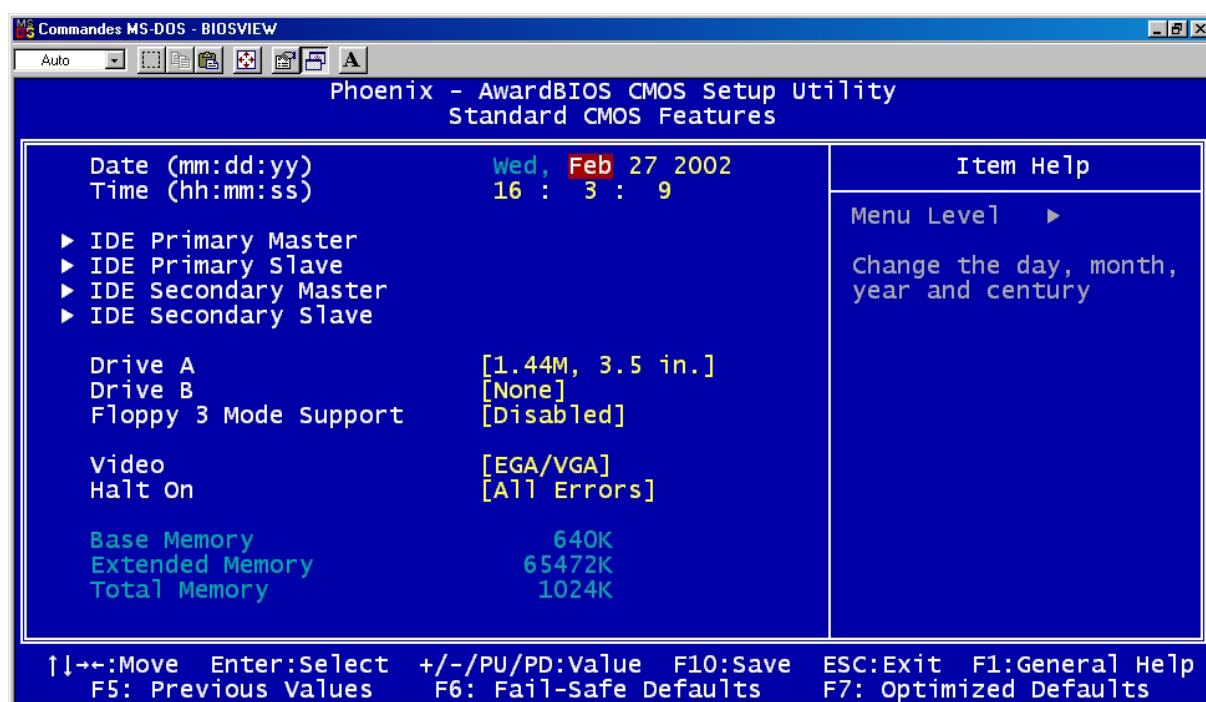 Commandes MS-DOS - BIOSVIEW
Auto
A
Phoenix - AwardBIOS CMOS Setup Utility
Standard CMOS Features
Date (mm:dd:yy) Wed, Feb 27 2002
Time (hh:mm:ss) 16 : 3 : 9
Item Help
Menu Level ►
Change the day, month,
year and century
► IDE Primary Master
► IDE Primary Slave
► IDE Secondary Master
► IDE Secondary Slave
Drive A [1.44M, 3.5 in.]
Drive B [None]
Floppy 3 Mode Support [Disabled]
Video [EGA/VGA]
Halt On [All Errors]
Base Memory 640K
Extended Memory 65472K
Total Memory 1024K
↑↓→←:Move Enter:Select +/-/PU/PD:Value F10:Save ESC:Exit F1:General Help
F5: Previous Values F6: Fail-Safe Defaults F7: Optimized Defaults